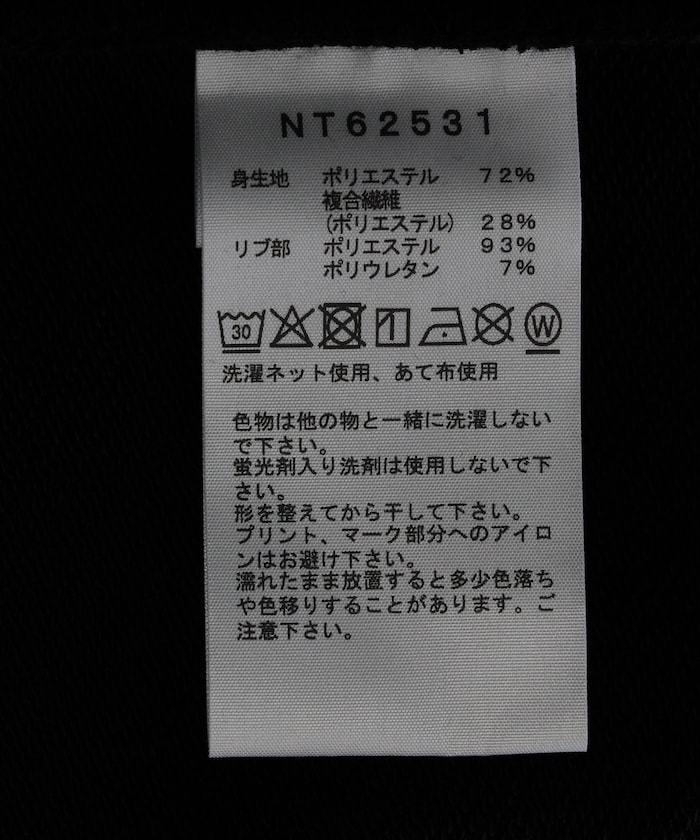 NT62531
身生地 ポリエステル 72%
複合繊維
(ポリエステル) 28%
リブ部 ポリエステル 93%
ポリウレタン 7%
30 W
洗濯ネット使用、あて布使用
色物は他の物と一緒に洗濯しない
で下さい。
蛍光剤入り洗剤は使用しないで下
さい。
形を整えてから干して下さい。
プリント、マーク部分へのアイロ
ンはお避け下さい。
濡れたまま放置すると多少色落ち
や色移りすることがあります。ご
注意下さい。